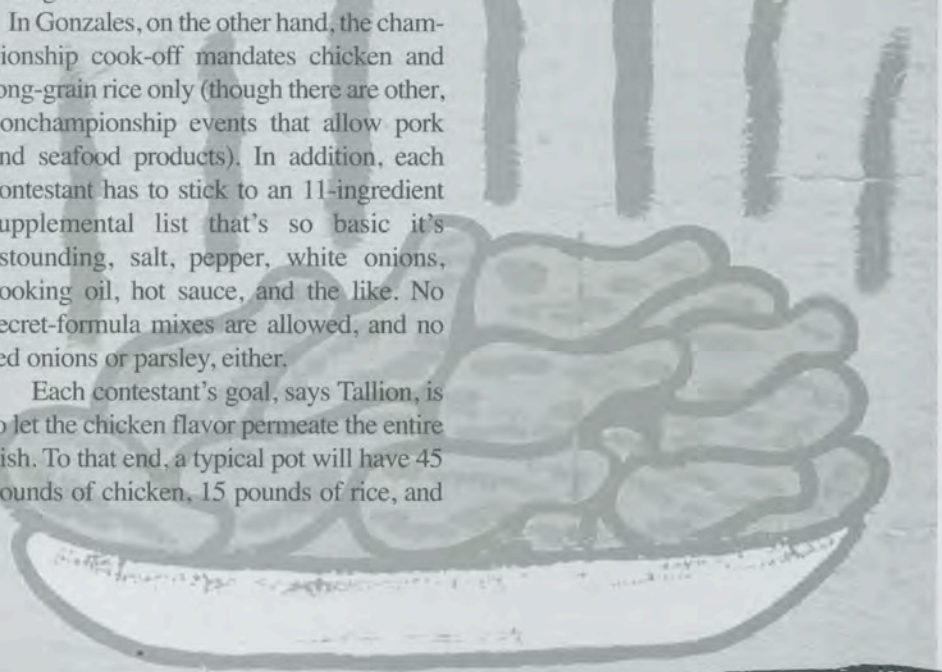 In Gonzales, on the other hand, the cham-
ionship cook-off mandates chicken and
ong-grain rice only (though there are other,
onchampionship events that allow pork
nd seafood products). In addition, each
ontestant has to stick to an 11-ingredient
upplemental list that's so basic it's
stounding, salt, pepper, white onions,
ooking oil, hot sauce, and the like. No
ecret-formula mixes are allowed, and no
ed onions or parsley, either.
Each contestant's goal, says Tallion, is
o let the chicken flavor permeate the entire
ish. To that end, a typical pot will have 45
ounds of chicken, 15 pounds of rice, and